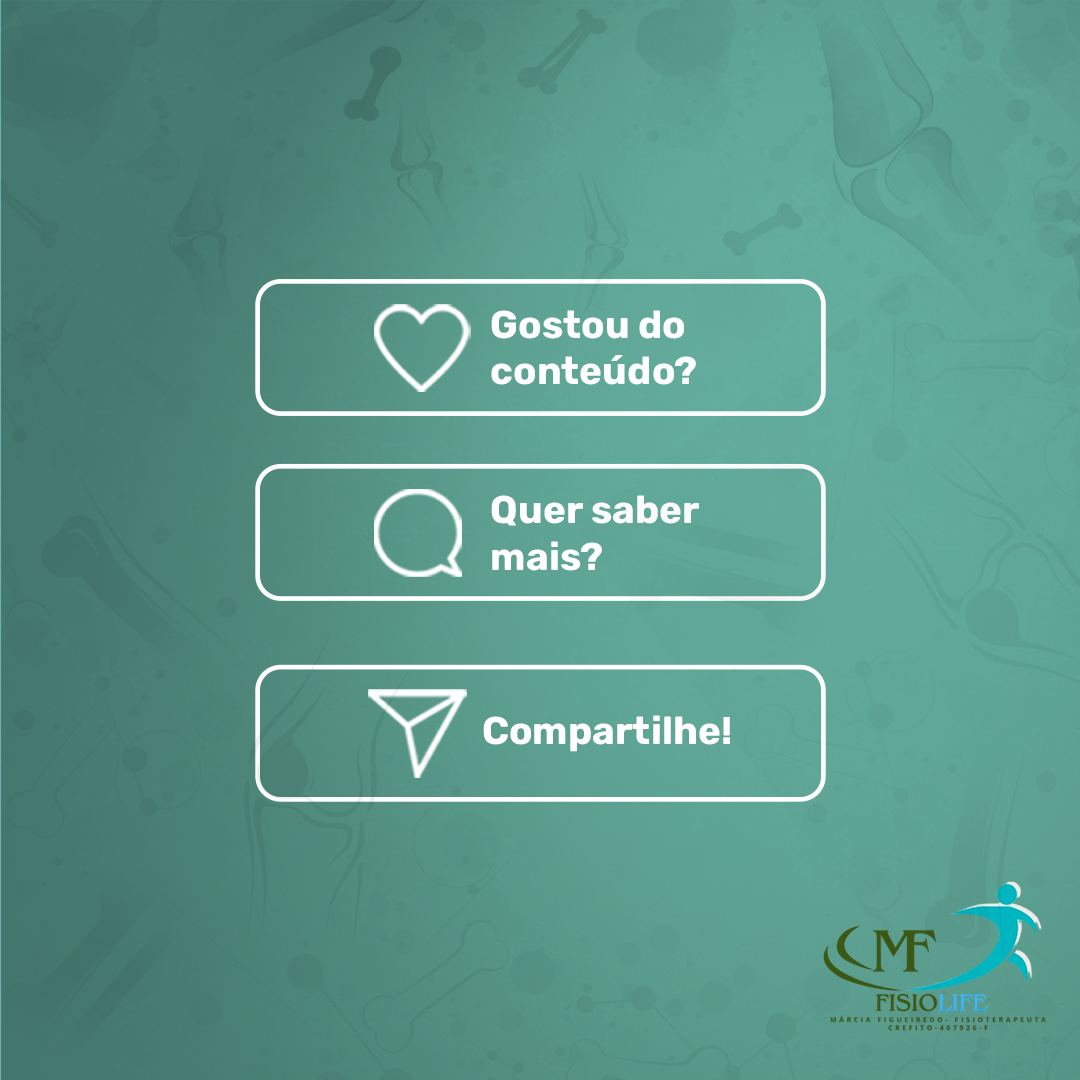 Gostou do
conteúdo?
Quer saber
mais?
Compartilhe!
MF
FISIOLIFE
MÁRCIA FIGUEIREDO- FISIOTERAPEUTA
CREFITO-407926-F